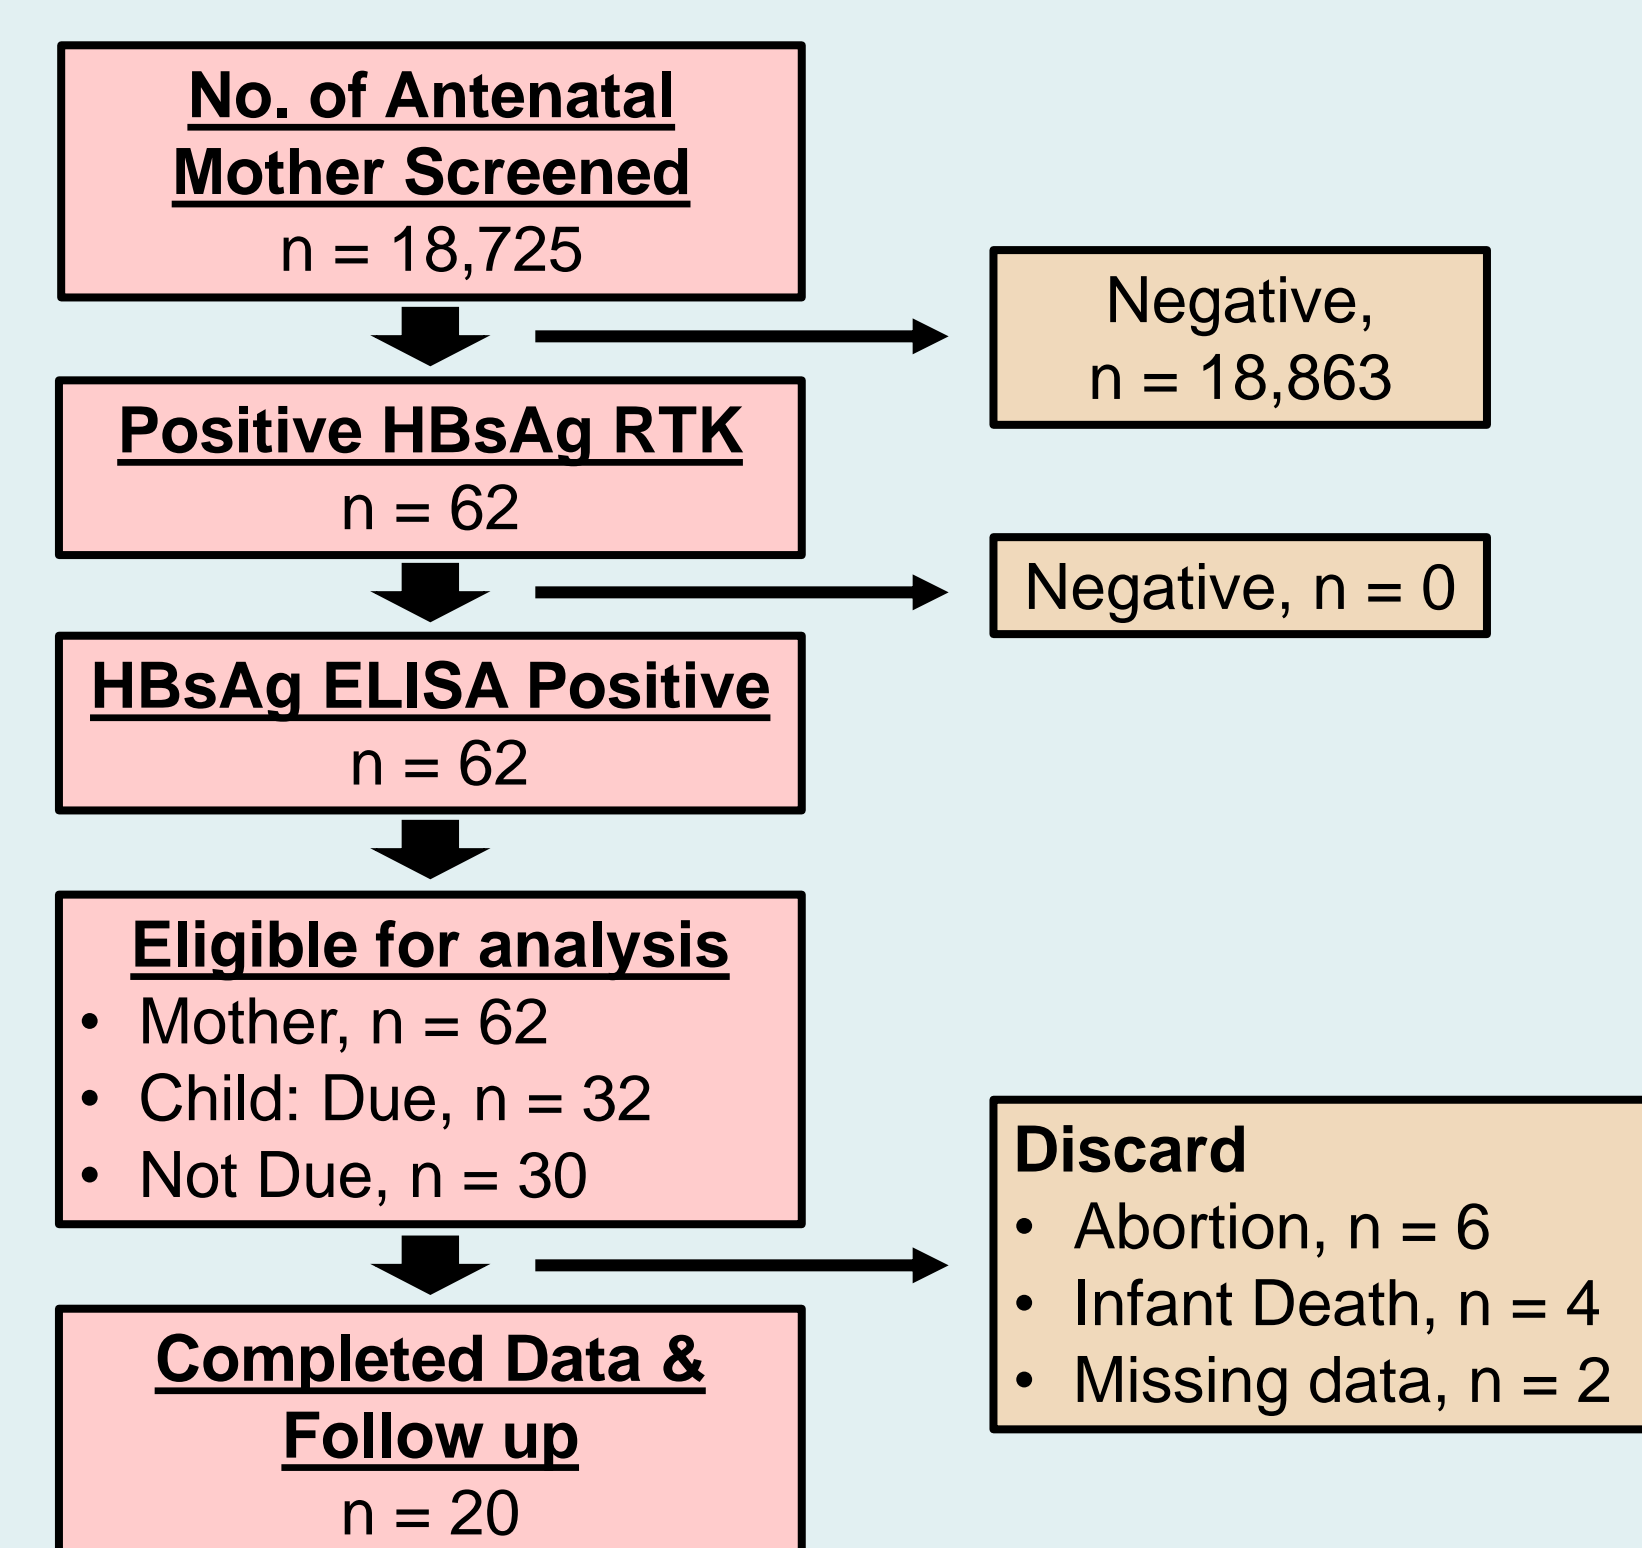 No. of Antenatal
Mother Screened
n = 18,725
Negative,
n = 18,863
Positive HBsAg RTK
n = 62
Negative, n = 0
HBsAg ELISA Positive
n = 62
Eligible for analysis
• Mother, n = 62
• Child: Due, n = 32
• Not Due, n = 30
Discard
• Abortion, n = 6
• Infant Death, n = 4
• Missing data, n = 2
Completed Data &
Follow up
n = 20